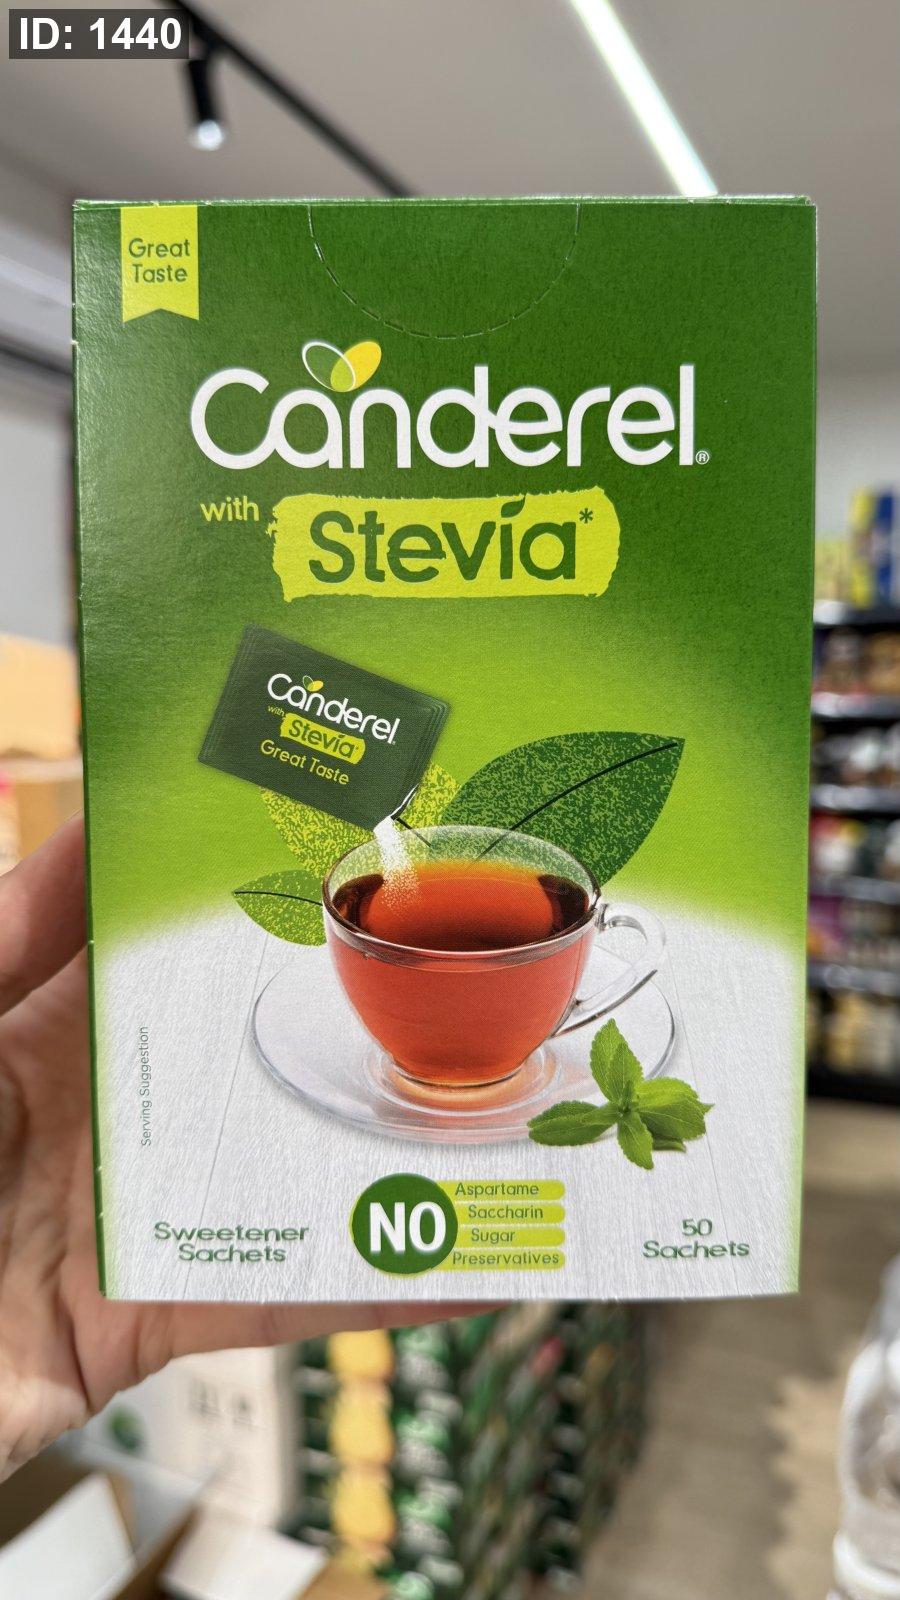 ID: 1440
Great
Taste
Canderel®
with Stevia*
Canderel
with Stevia*
Great Taste
Serving Suggestion
Sweetener
Sachets
NO
Aspartame
Saccharin
Sugar
Preservatives
50
Sachets